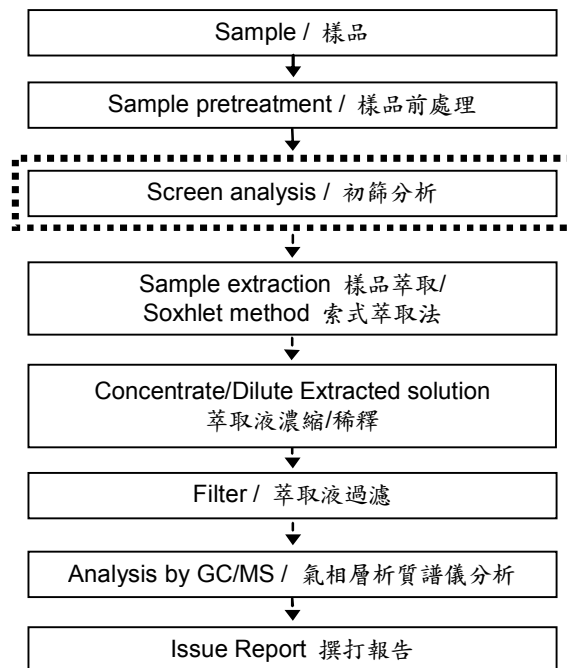 Sample / 樣品
Sample pretreatment / 樣品前處理
Screen analysis / 初篩分析
Sample extraction 樣品萃取/
Soxhlet method 索式萃取法
Concentrate/Dilute Extracted solution
萃取液濃縮/稀釋
Filter / 萃取液過濾
Analysis by GC/MS / 氣相層析質譜儀分析
Issue Report 撰打報告